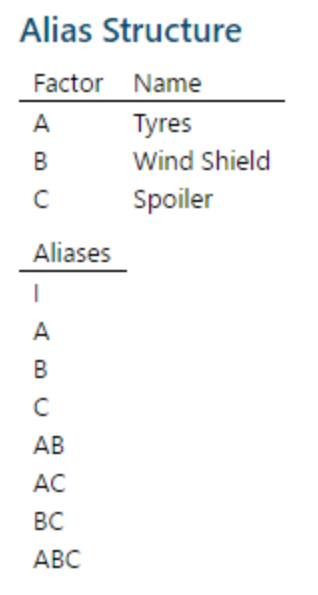 Alias Structure
Factor Name
A Tyres
B Wind Shield
C Spoiler
Aliases
I
A
B
C
AB
AC
BC
ABC